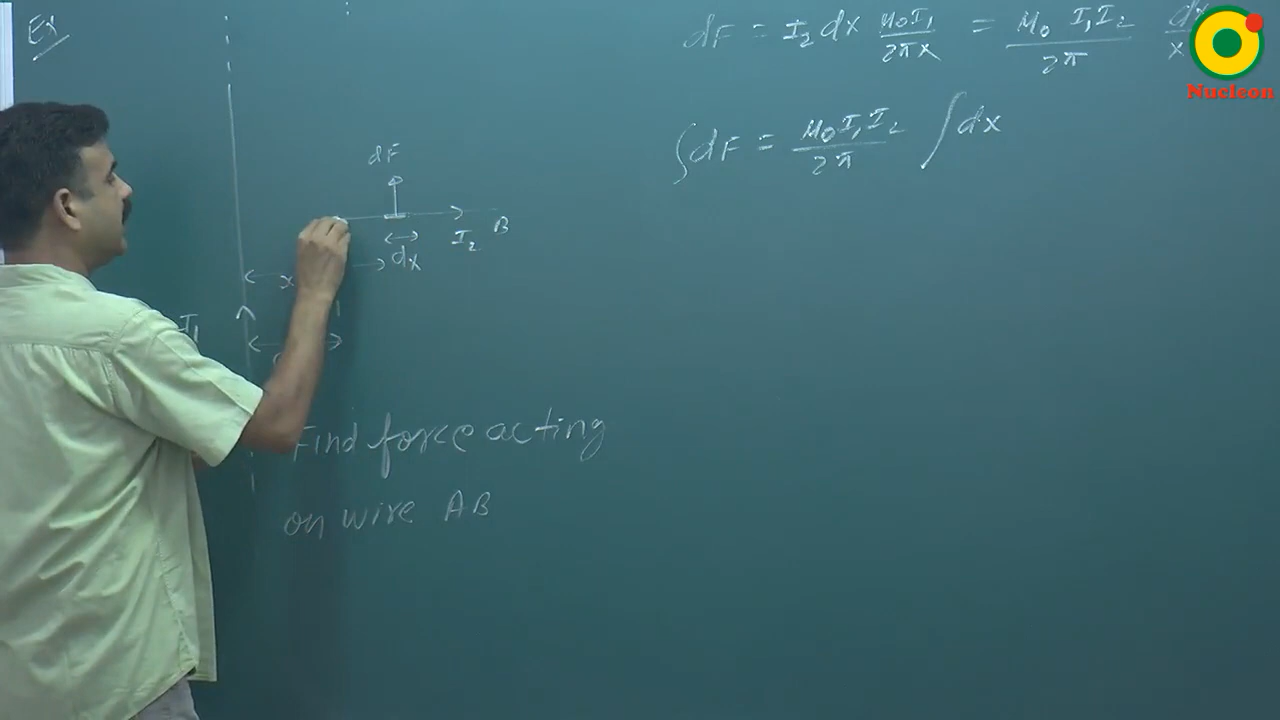 Ex
dF = I₂ dx μ₀I₁/2πx = μ₀ I₁I₂/2π dx/x
Nucleon
∫dF = μ₀I₁I₂/2π ∫dx
dF
I₂ B
dx
x
I₁
Find force acting
on wire AB